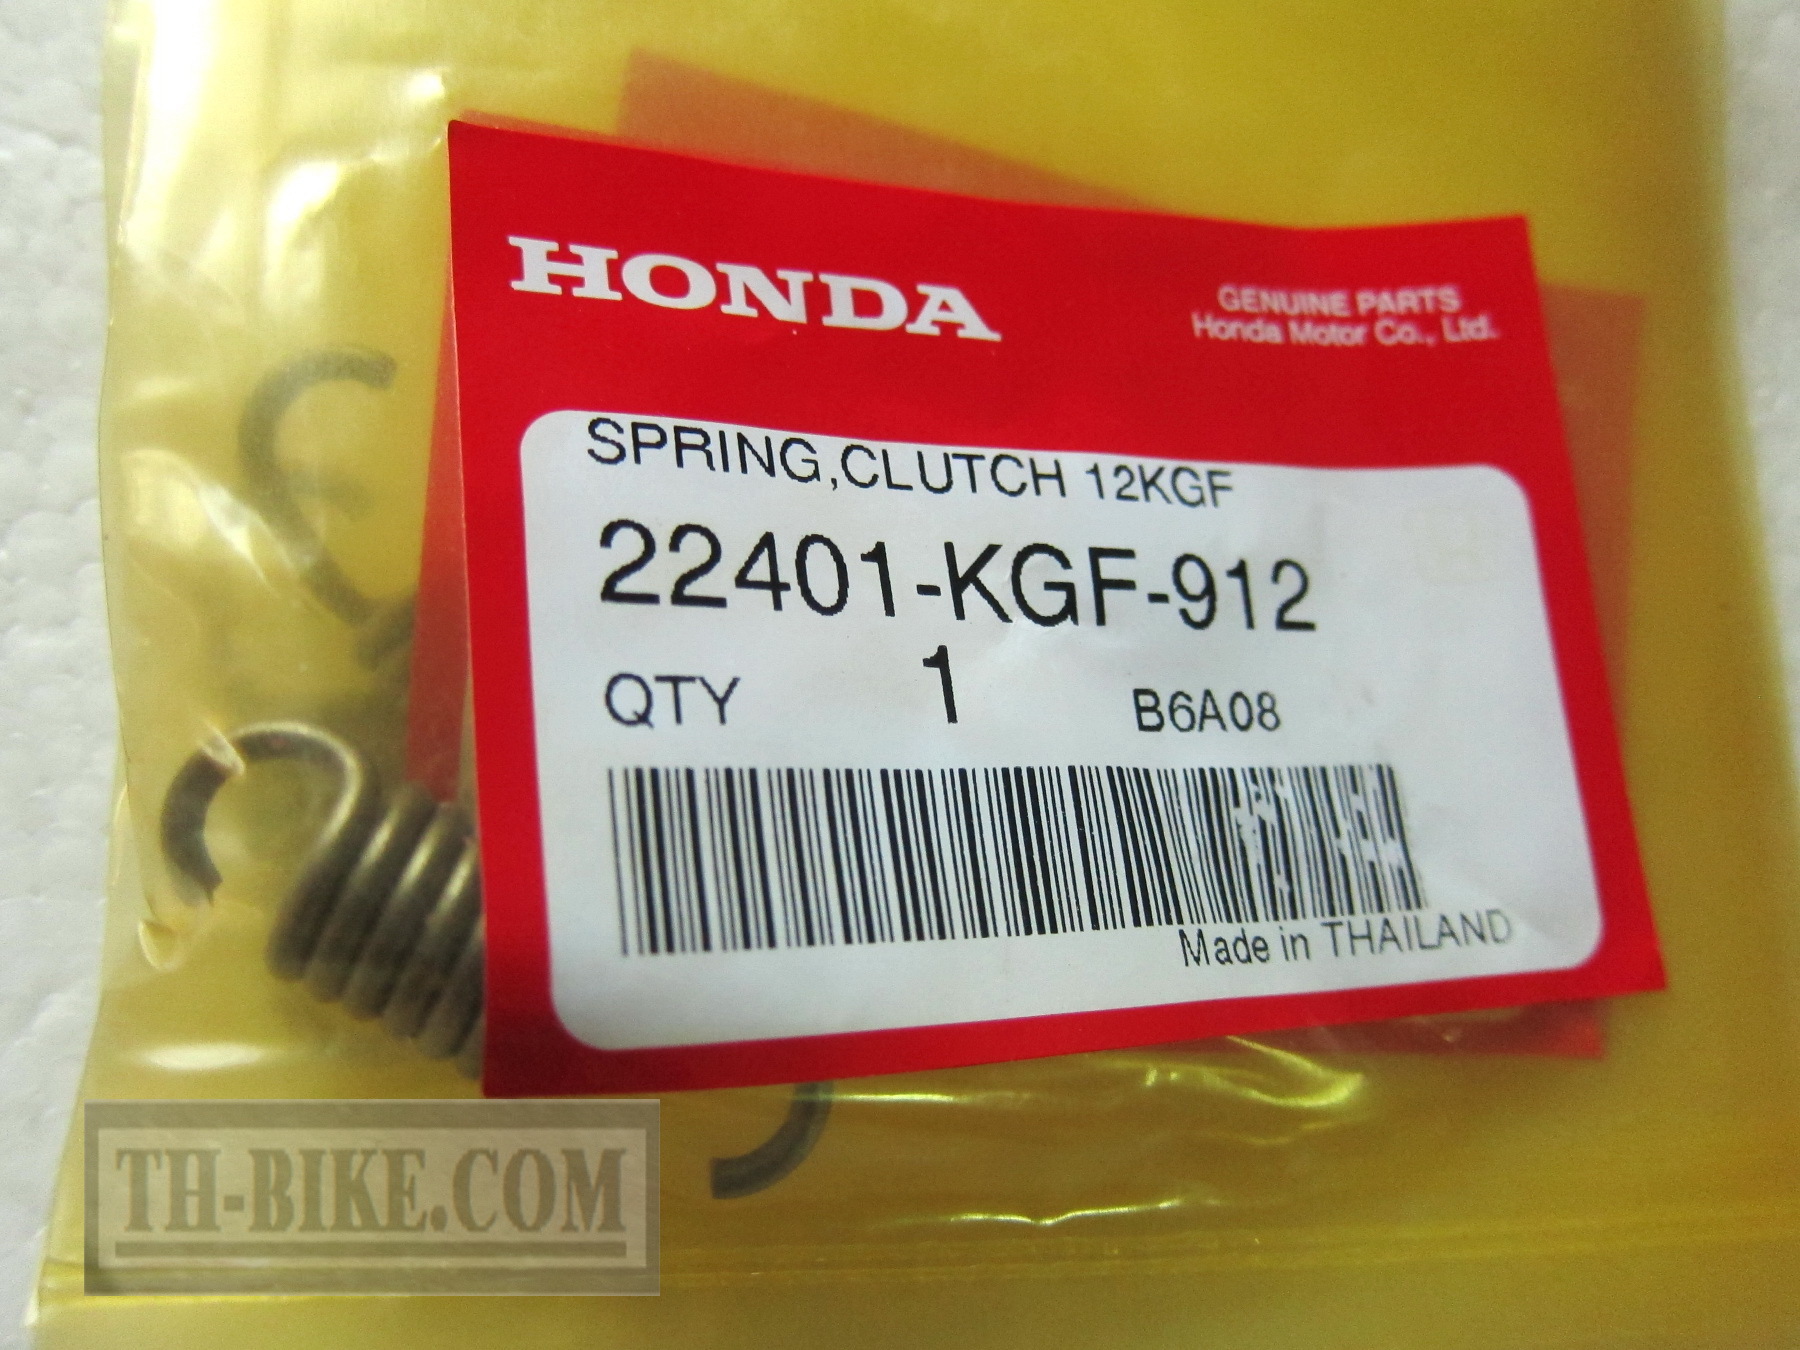 HONDA
GENUINE PARTS
Honda Motor Co., Ltd.
SPRING,CLUTCH 12KGF
22401-KGF-912
QTY 1 B6A08
Made in THAILAND
TH-BIKE.COM